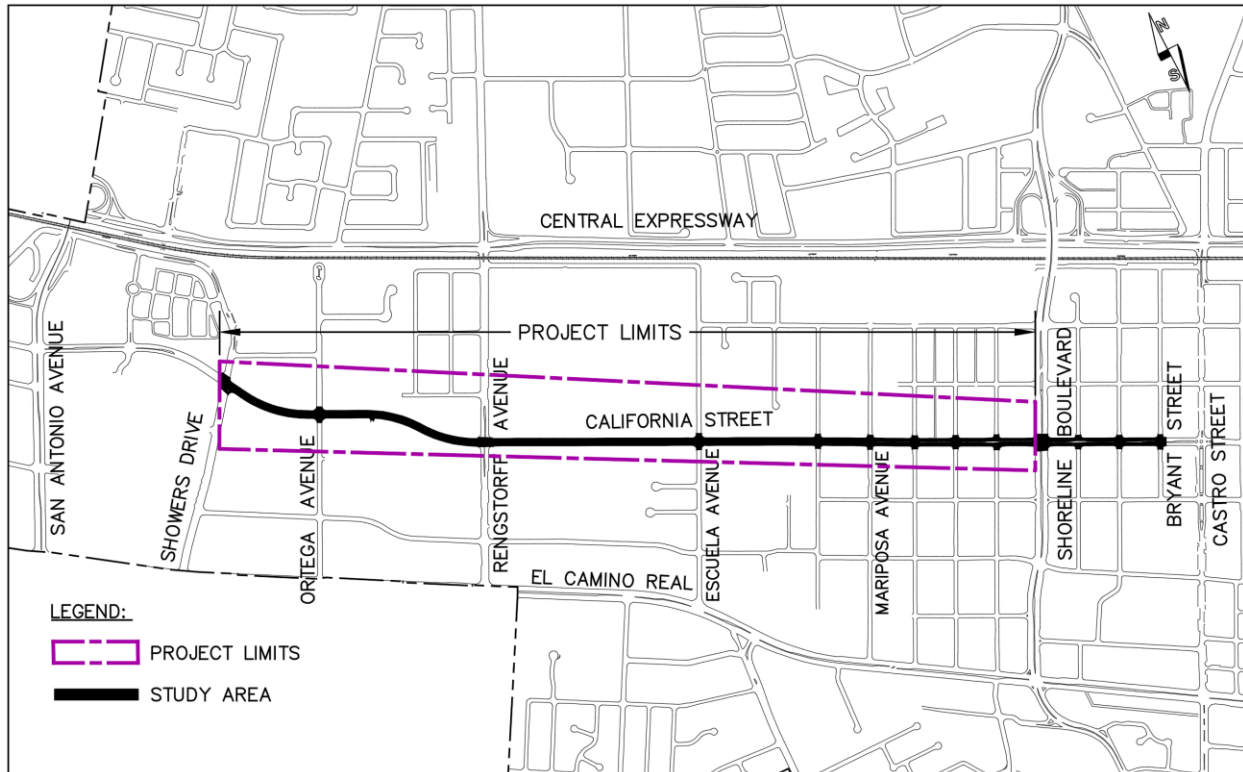 N
S
CENTRAL EXPRESSWAY
PROJECT LIMITS
SAN ANTONIO AVENUE
SHOWERS DRIVE
ORTEGA AVENUE
RENGSTORFF AVENUE
CALIFORNIA STREET
ESCUELA AVENUE
MARIPOSA AVENUE
SHORELINE BOULEVARD
BRYANT STREET
CASTRO STREET
EL CAMINO REAL
LEGEND:
PROJECT LIMITS
STUDY AREA